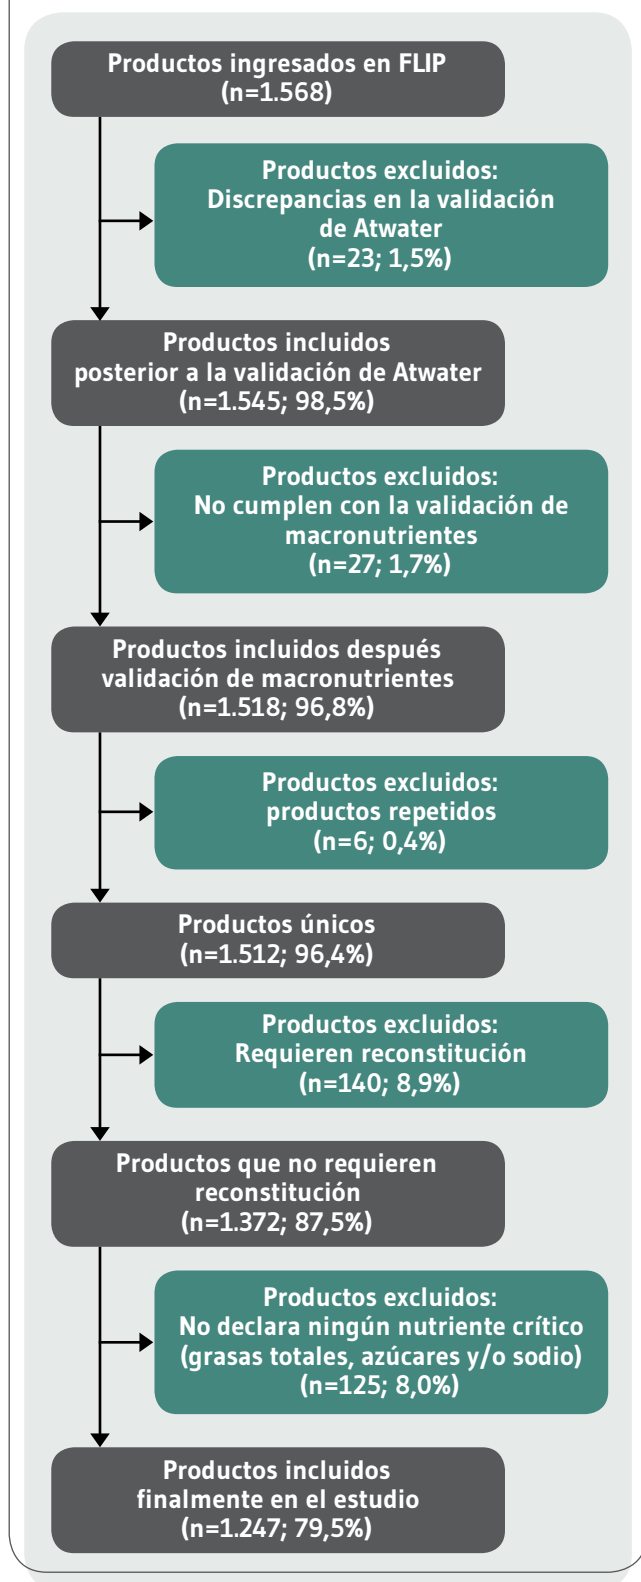 Productos ingresados en FLIP
(n=1.568)
Productos excluidos:
Discrepancias en la validación
de Atwater
(n=23; 1,5%)
Productos incluidos
posterior a la validación de Atwater
(n=1.545; 98,5%)
Productos excluidos:
No cumplen con la validación de
macronutrientes
(n=27; 1,7%)
Productos incluidos después
validación de macronutrientes
(n=1.518; 96,8%)
Productos excluidos:
productos repetidos
(n=6; 0,4%)
Productos únicos
(n=1.512; 96,4%)
Productos excluidos:
Requieren reconstitución
(n=140; 8,9%)
Productos que no requieren
reconstitución
(n=1.372; 87,5%)
Productos excluidos:
No declara ningún nutriente crítico
(grasas totales, azúcares y/o sodio)
(n=125; 8,0%)
Productos incluidos
finalmente en el estudio
(n=1.247; 79,5%)